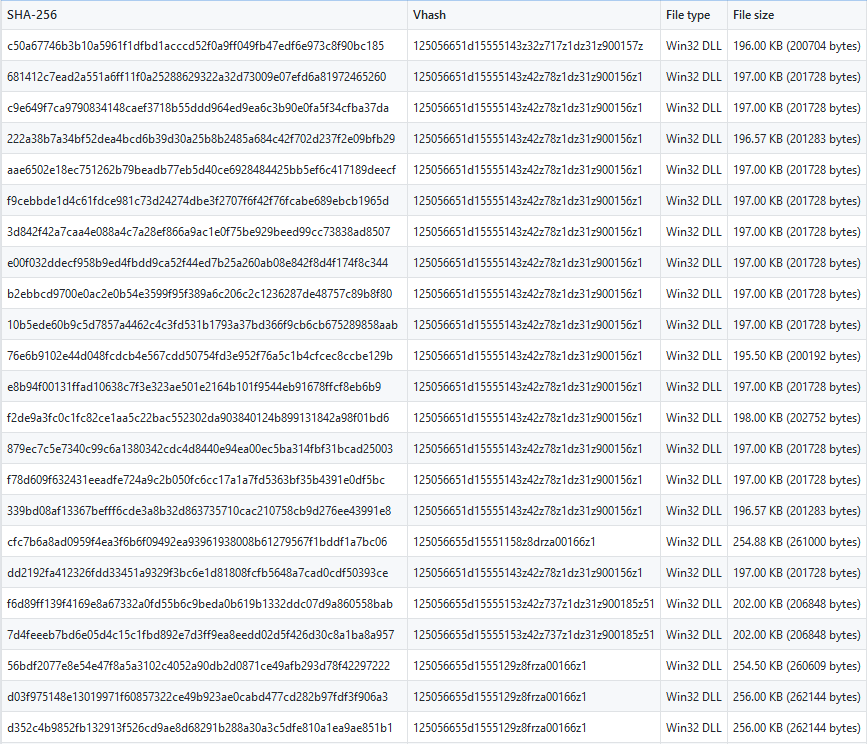 SHA-256 Vhash File type File size
c50a67746b3b10a5961f1dfbd1acccd52f0a9ff049fb47edf6e973c8f90bc185 125056651d15555143z32z717z1dz31z900157z Win32 DLL 196.00 KB (200704 bytes)
681412c7ead2a551a6ff11f0a25288629322a32d73009e07efd6a81972465260 125056651d15555143z42z78z1dz31z900156z1 Win32 DLL 197.00 KB (201728 bytes)
c9e649f7ca9790834148caef3718b55ddd964ed9ea6c3b90e0fa5f34cfba37da 125056651d15555143z42z78z1dz31z900156z1 Win32 DLL 197.00 KB (201728 bytes)
222a38b7a34bf52dea4bcd6b39d30a25b8b2485a684c42f702d237f2e09bfb29 125056651d15555143z42z78z1dz31z900156z1 Win32 DLL 196.57 KB (201283 bytes)
aae6502e18ec751262b79beadb77eb5d40ce6928484425bb5ef6c417189deecf 125056651d15555143z42z78z1dz31z900156z1 Win32 DLL 197.00 KB (201728 bytes)
f9cebbde1d4c61fdce981c73d24274dbe3f2707f6f42f76fcabe689ebcb1965d 125056651d15555143z42z78z1dz31z900156z1 Win32 DLL 197.00 KB (201728 bytes)
3d842f42a7caa4e088a4c7a28ef866a9ac1e0f75be929beed99cc73838ad8507 125056651d15555143z42z78z1dz31z900156z1 Win32 DLL 197.00 KB (201728 bytes)
e00f032ddecf958b9ed4fbdd9ca52f44ed7b25a260ab08e842f8d4f174f8c344 125056651d15555143z42z78z1dz31z900156z1 Win32 DLL 197.00 KB (201728 bytes)
b2ebbcd9700e0ac2e0b54e3599f95f389a6c206c2c1236287de48757c89b8f80 125056651d15555143z42z78z1dz31z900156z1 Win32 DLL 197.00 KB (201728 bytes)
10b5ede60b9c5d7857a4462c4c3fd531b1793a37bd366f9cb6cb675289858aab 125056651d15555143z42z78z1dz31z900156z1 Win32 DLL 197.00 KB (201728 bytes)
76e6b9102e44d048fcdcb4e567cdd50754fd3e952f76a5c1b4cfcec8ccbe129b 125056651d15555143z42z78z1dz31z900156z1 Win32 DLL 195.50 KB (200192 bytes)
e8b94f00131ffad10638c7f3e323ae501e2164b101f9544eb91678ffcf8eb6b9 125056651d15555143z42z78z1dz31z900156z1 Win32 DLL 197.00 KB (201728 bytes)
f2de9a3fc0c1fc82ce1aa5c22bac552302da903840124b899131842a98f01bd6 125056651d15555143z42z78z1dz31z900156z1 Win32 DLL 198.00 KB (202752 bytes)
879ec7c5e7340c99c6a1380342cdc4d8440e94ea00ec5ba314fbf31bcad25003 125056651d15555143z42z78z1dz31z900156z1 Win32 DLL 197.00 KB (201728 bytes)
f78d609f632431eeadfe724a9c2b050fc6cc17a1a7fd5363bf35b4391e0df5bc 125056651d15555143z42z78z1dz31z900156z1 Win32 DLL 197.00 KB (201728 bytes)
339bd08af13367befff6cde3a8b32d863735710cac210758cb9d276ee43991e8 125056651d15555143z42z78z1dz31z900156z1 Win32 DLL 196.57 KB (201283 bytes)
cfc7b6a8ad0959f4ea3f6b6f09492ea93961938008b61279567f1bddf1a7bc06 125056655d15551158z8drza00166z1 Win32 DLL 254.88 KB (261000 bytes)
dd2192fa412326fdd33451a9329f3bc6e1d81808fcfb5648a7cad0cdf50393ce 125056651d15555143z42z78z1dz31z900156z1 Win32 DLL 197.00 KB (201728 bytes)
f6d89ff139f4169e8a67332a0fd55b6c9beda0b619b1332ddc07d9a860558bab 125056655d15555153z42z737z1dz31z900185z51 Win32 DLL 202.00 KB (206848 bytes)
7d4feeeb7bd6e05d4c15c1fbd892e7d3ff9ea8eedd02d5f426d30c8a1ba8a957 125056655d15555153z42z737z1dz31z900185z51 Win32 DLL 202.00 KB (206848 bytes)
56bdf2077e8e54e47f8a5a3102c4052a90db2d0871ce49afb293d78f42297222 125056655d1555129z8frza00166z1 Win32 DLL 254.50 KB (260609 bytes)
d03f975148e13019971f60857322ce49b923ae0cabd477cd282b97fdf3f906a3 125056655d1555129z8frza00166z1 Win32 DLL 256.00 KB (262144 bytes)
d352c4b9852fb132913f526cd9ae8d68291b288a30a3c5dfe810a1ea9ae851b1 125056655d1555129z8frza00166z1 Win32 DLL 256.00 KB (262144 bytes)